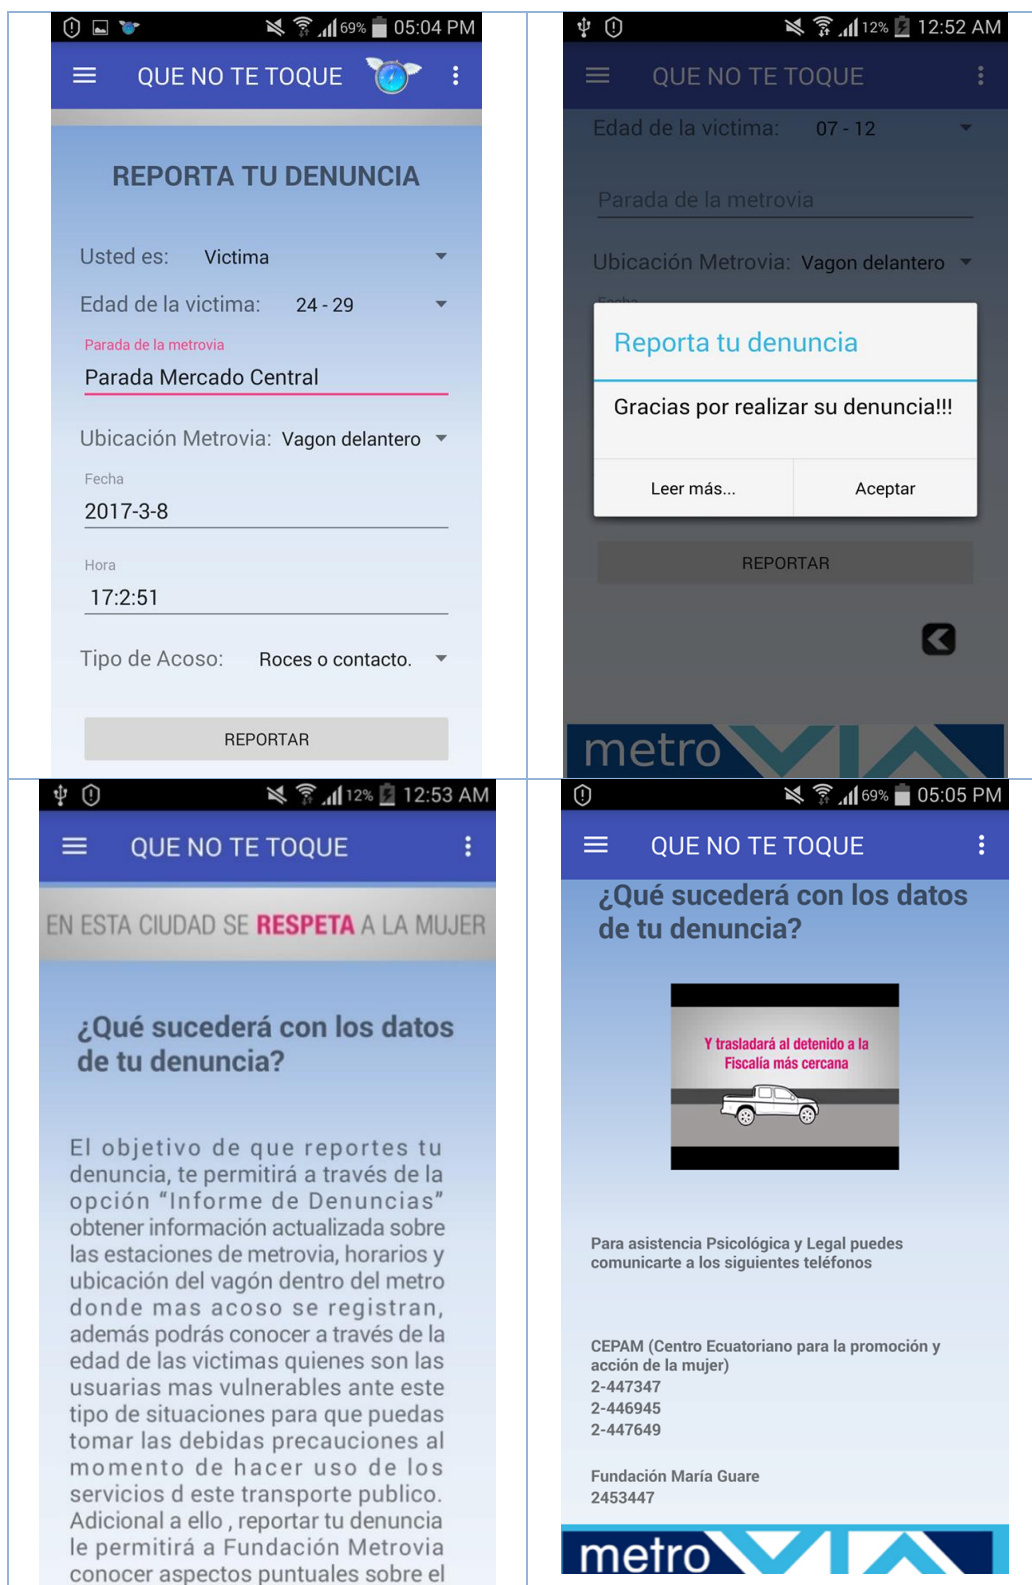 69% 05:04 PM
QUE NO TE TOQUE
REPORTA TU DENUNCIA
Usted es: Victima
Edad de la victima: 24 - 29
Parada de la metrovia
Parada Mercado Central
Ubicación Metrovia: Vagon delantero
Fecha
2017-3-8
Hora
17:2:51
Tipo de Acoso: Roces o contacto.
REPORTAR
12% 12:52 AM
QUE NO TE TOQUE
Edad de la victima: 07 - 12
Parada de la metrovia
Ubicación Metrovia: Vagon delantero
Fecha
Reporta tu denuncia
Gracias por realizar su denuncia!!!
Leer más... Aceptar
REPORTAR
metro VIA
12% 12:53 AM
QUE NO TE TOQUE
EN ESTA CIUDAD SE RESPETA A LA MUJER
¿Qué sucederá con los datos
de tu denuncia?
El objetivo de que reportes tu
denuncia, te permitirá a través de la
opción “Informe de Denuncias”
obtener información actualizada sobre
las estaciones de metrovia, horarios y
ubicación del vagón dentro del metro
donde mas acoso se registran,
además podrás conocer a través de la
edad de las victimas quienes son las
usuarias mas vulnerables ante este
tipo de situaciones para que puedas
tomar las debidas precauciones al
momento de hacer uso de los
servicios d este transporte publico.
Adicional a ello , reportar tu denuncia
le permitirá a Fundación Metrovia
conocer aspectos puntuales sobre el
69% 05:05 PM
QUE NO TE TOQUE
¿Qué sucederá con los datos
de tu denuncia?
Y trasladará al detenido a la
Fiscalía más cercana
Para asistencia Psicológica y Legal puedes
comunicarte a los siguientes teléfonos
CEPAM (Centro Ecuatoriano para la promoción y
acción de la mujer)
2-447347
2-446945
2-447649
Fundación María Guare
2453447
metro VIA